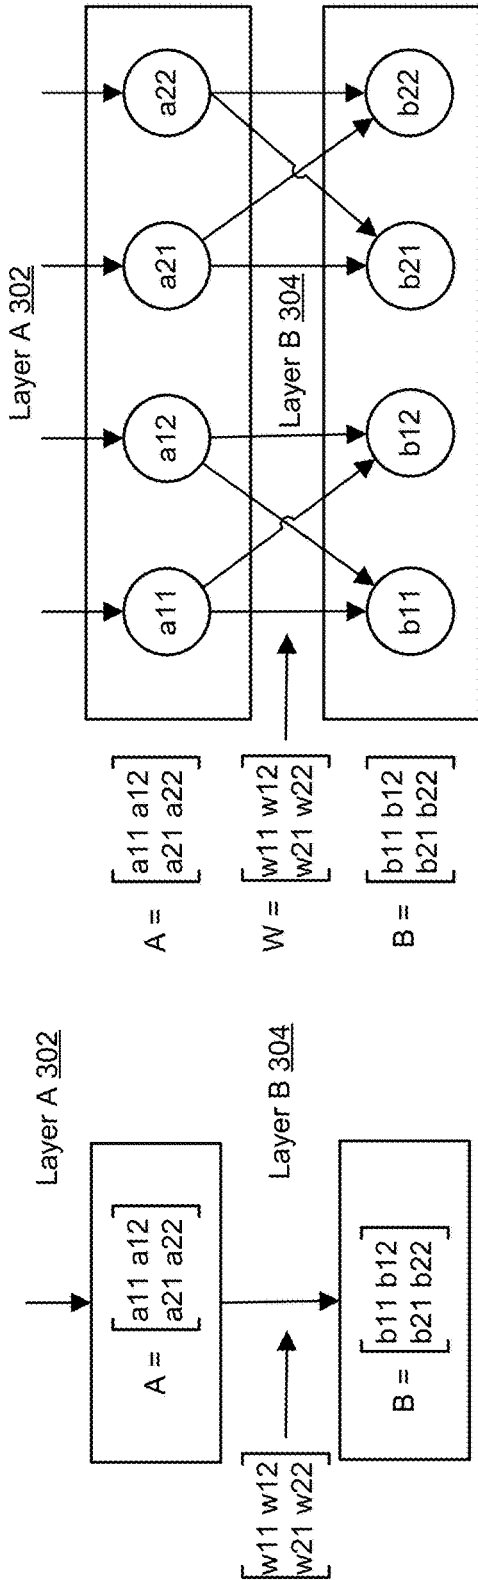 Layer A 302
A = [a11 a12
a21 a22]
[w11 w12
w21 w22]
Layer B 304
B = [b11 b12
b21 b22]
Layer A 302
A = [a11 a12
a21 a22]
a11 a12 a21 a22
W = [w11 w12
w21 w22]
Layer B 304
B = [b11 b12
b21 b22]
b11 b12 b21 b22